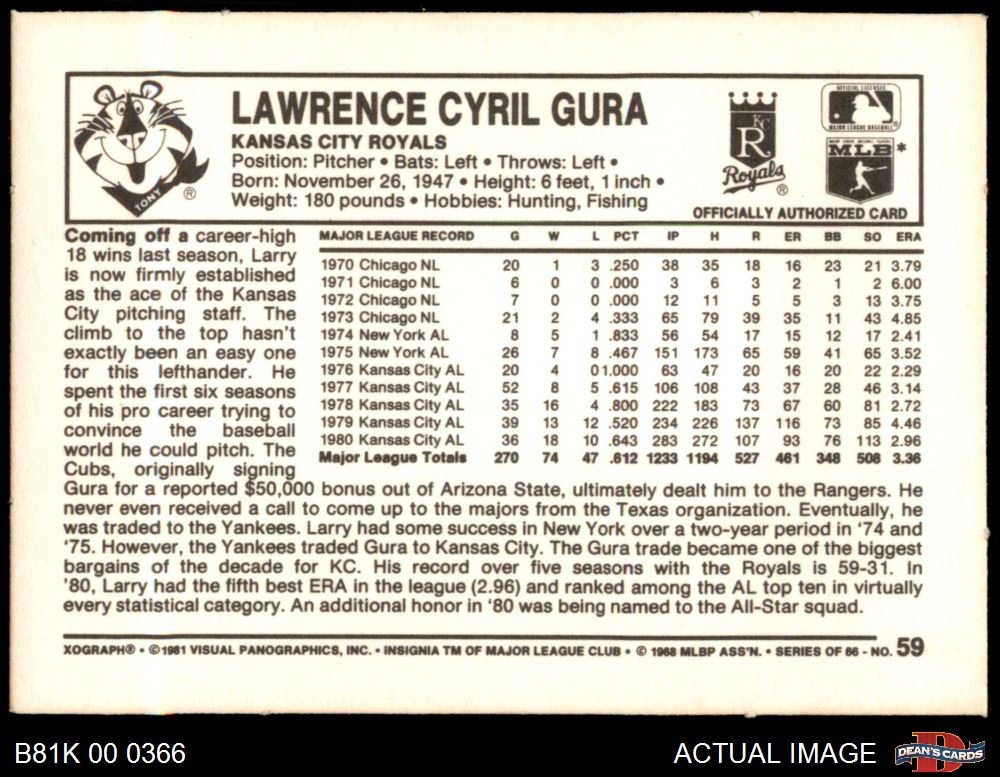 LAWRENCE CYRIL GURA
KANSAS CITY ROYALS
Position: Pitcher • Bats: Left • Throws: Left •
Born: November 26, 1947 • Height: 6 feet, 1 inch •
Weight: 180 pounds • Hobbies: Hunting, Fishing
TONY ®
KC
R
Royals ®
OFFICIAL LICENSEE
MAJOR LEAGUE BASEBALL ®
MLB *
OFFICIALLY AUTHORIZED CARD
Coming off a career-high
18 wins last season, Larry
is now firmly established
as the ace of the Kansas
City pitching staff. The
climb to the top hasn't
exactly been an easy one
for this lefthander. He
spent the first six seasons
of his pro career trying to
convince the baseball
world he could pitch. The
Cubs, originally signing
MAJOR LEAGUE RECORD G W L PCT IP H R ER BB SO ERA
1970 Chicago NL 20 1 3 .250 38 35 18 16 23 21 3.79
1971 Chicago NL 6 0 0 .000 3 6 3 2 1 2 6.00
1972 Chicago NL 7 0 0 .000 12 11 5 5 3 13 3.75
1973 Chicago NL 21 2 4 .333 65 79 39 35 11 43 4.85
1974 New York AL 8 5 1 .833 56 54 17 15 12 17 2.41
1975 New York AL 26 7 8 .467 151 173 65 59 41 65 3.52
1976 Kansas City AL 20 4 0 1.000 63 47 20 16 20 22 2.29
1977 Kansas City AL 52 8 5 .615 106 108 43 37 28 46 3.14
1978 Kansas City AL 35 16 4 .800 222 183 73 67 60 81 2.72
1979 Kansas City AL 39 13 12 .520 234 226 137 116 73 85 4.46
1980 Kansas City AL 36 18 10 .643 283 272 107 93 76 113 2.96
Major League Totals 270 74 47 .612 1233 1194 527 461 348 508 3.36
Gura for a reported $50,000 bonus out of Arizona State, ultimately dealt him to the Rangers. He
never even received a call to come up to the majors from the Texas organization. Eventually, he
was traded to the Yankees. Larry had some success in New York over a two-year period in '74 and
'75. However, the Yankees traded Gura to Kansas City. The Gura trade became one of the biggest
bargains of the decade for KC. His record over five seasons with the Royals is 59-31. In
'80, Larry had the fifth best ERA in the league (2.96) and ranked among the AL top ten in virtually
every statistical category. An additional honor in '80 was being named to the All-Star squad.
XOGRAPH® • ©1981 VISUAL PANOGRAPHICS, INC. • INSIGNIA TM OF MAJOR LEAGUE CLUB • © 1968 MLBP ASS'N. • SERIES OF 66 - NO. 59
B81K 00 0366
ACTUAL IMAGE
DEAN'S CARDS